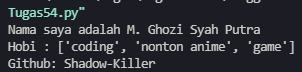 Tugas54.py"
Nama saya adalah M. Ghozi Syah Putra
Hobi : ['coding', 'nonton anime', 'game']
Github: Shadow-Killer